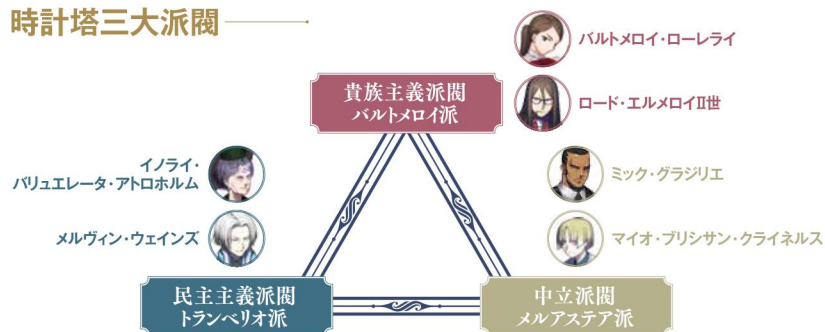 時計塔三大派閥
バルトメロイ・ローレライ
貴族主義派閥
バルトメロイ派
ロード・エルメロイⅡ世
イノライ・
バリュエレータ・アトロホルム
ミック・グラジリエ
メルヴィン・ウェインズ
マイオ・ブリシサン・クライネルス
民主主義派閥
トランベリオ派
中立派閥
メルアステア派